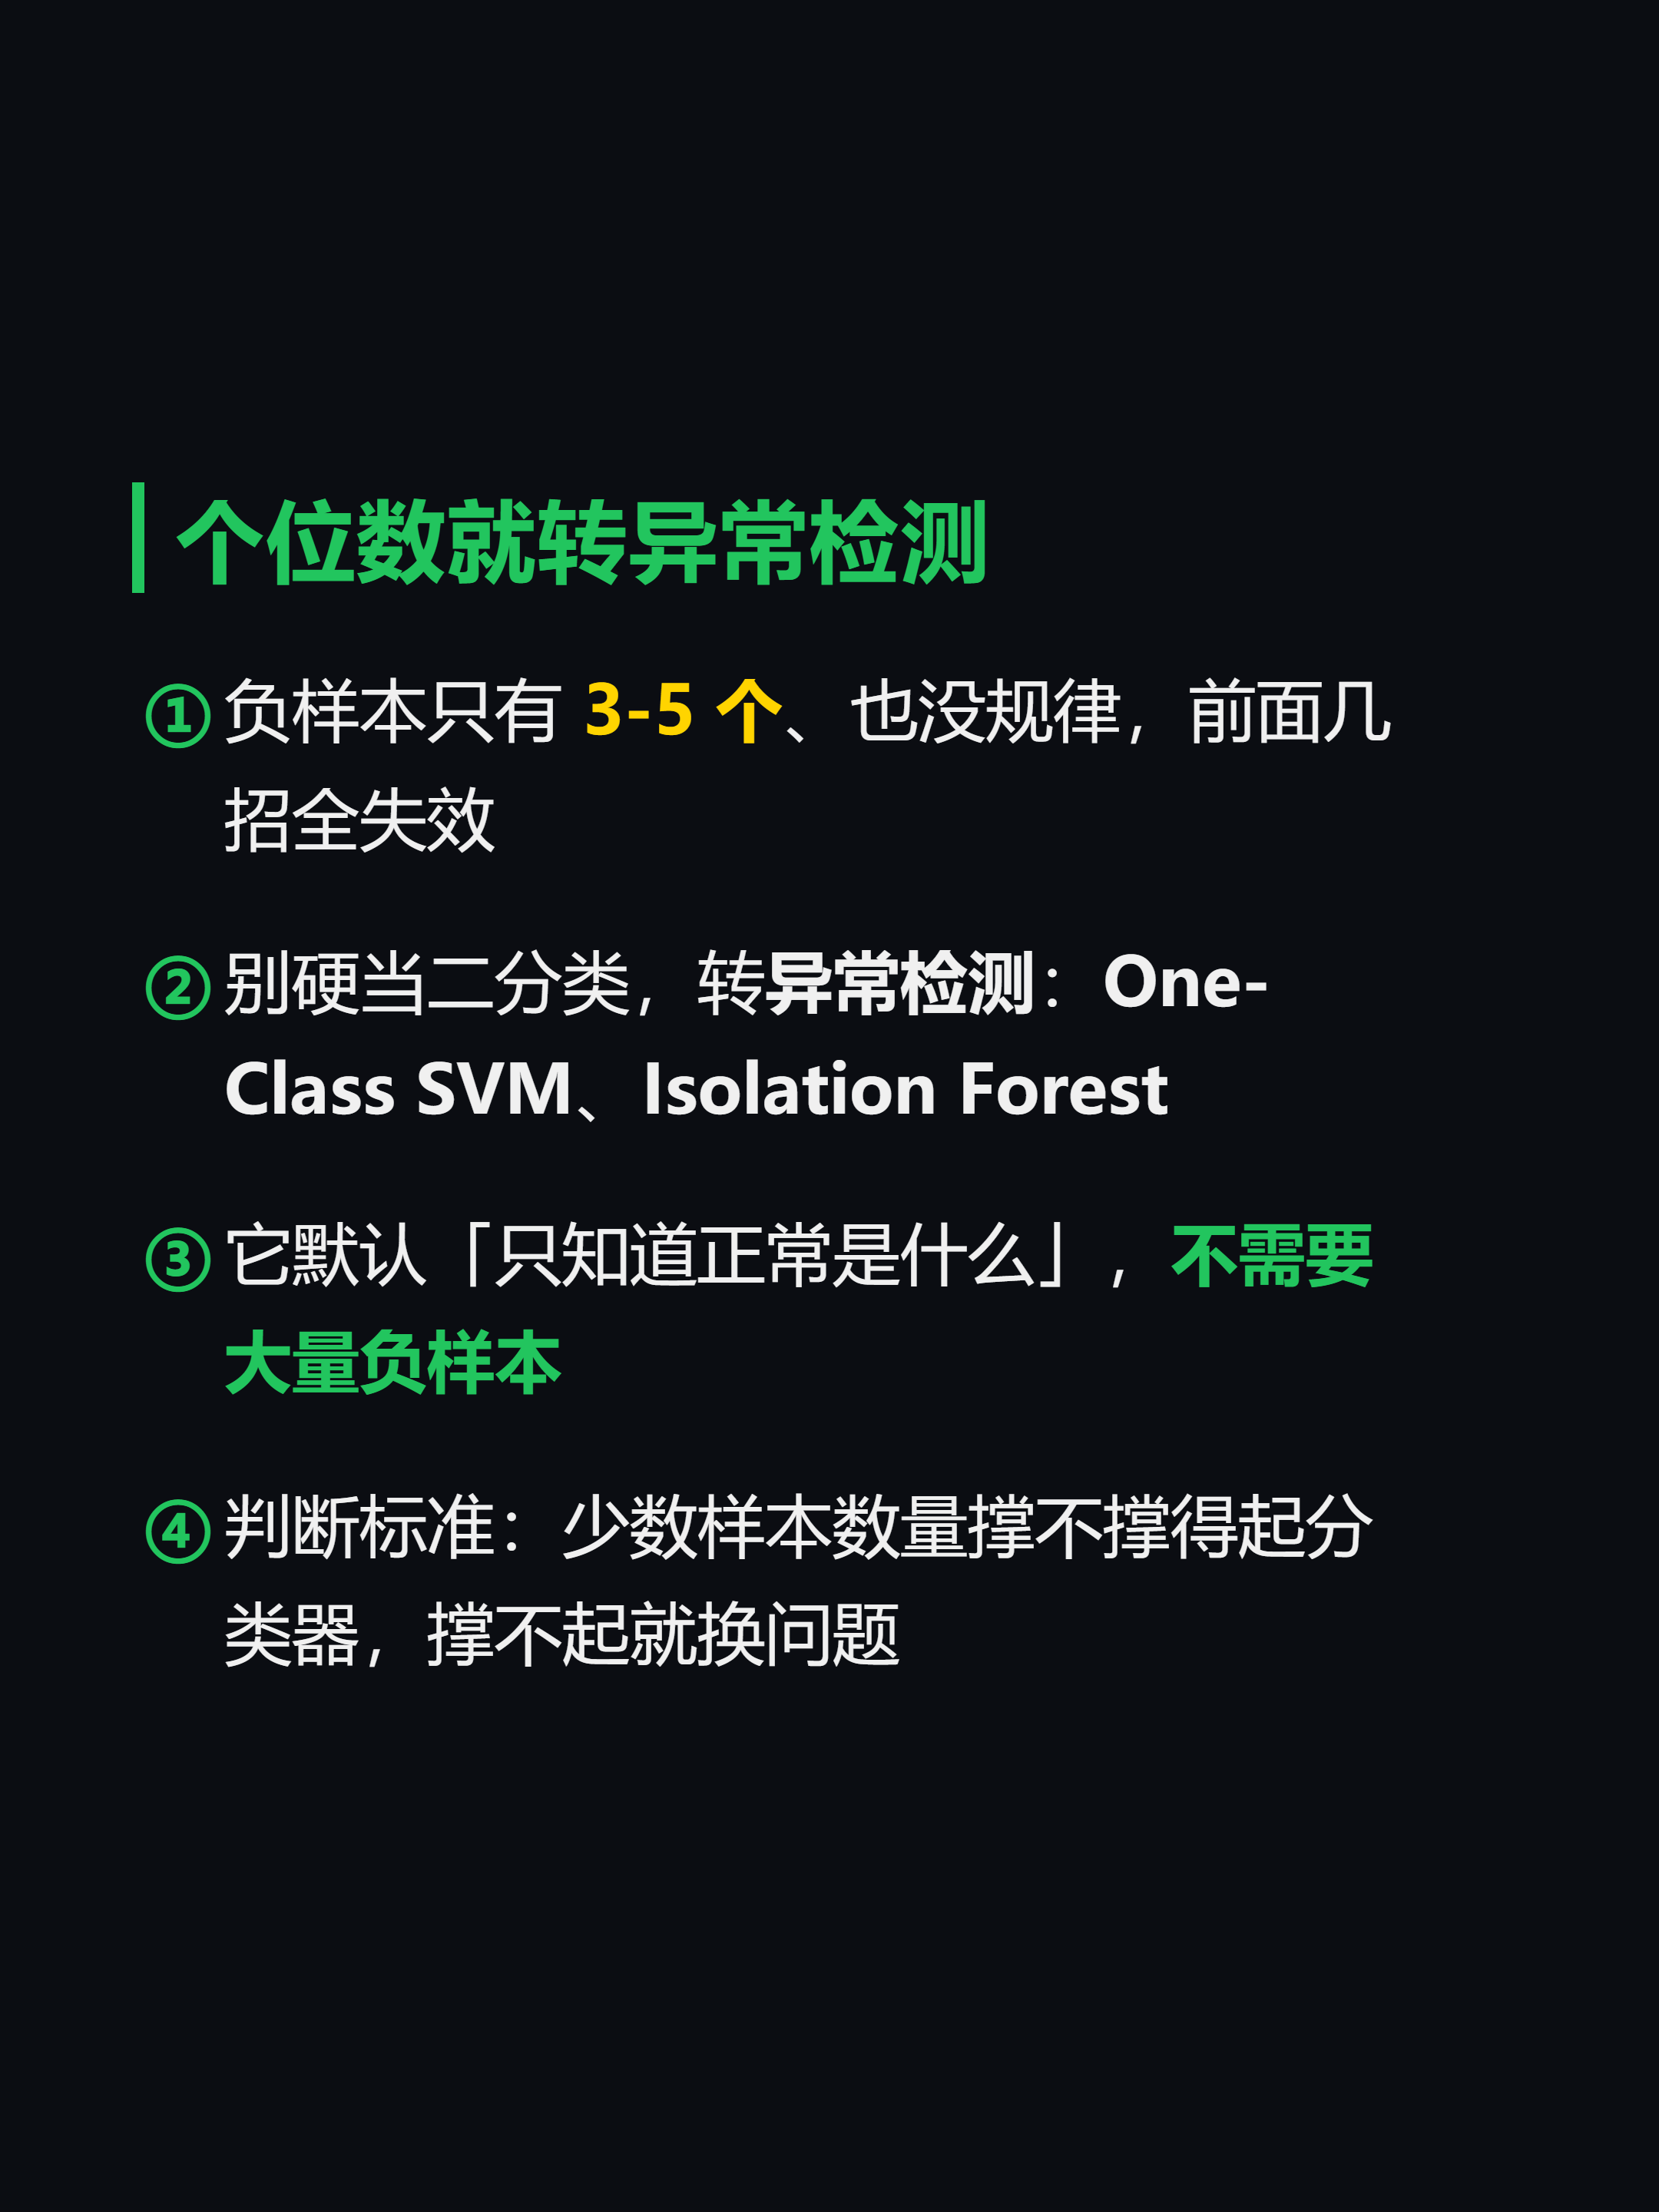 个位数就转异常检测
① 负样本只有 3-5 个、也没规律，前面几
招全失效
② 别硬当二分类，转异常检测：One-
Class SVM、Isolation Forest
③ 它默认「只知道正常是什么」，不需要
大量负样本
④ 判断标准：少数样本数量撑不撑得起分
类器，撑不起就换问题